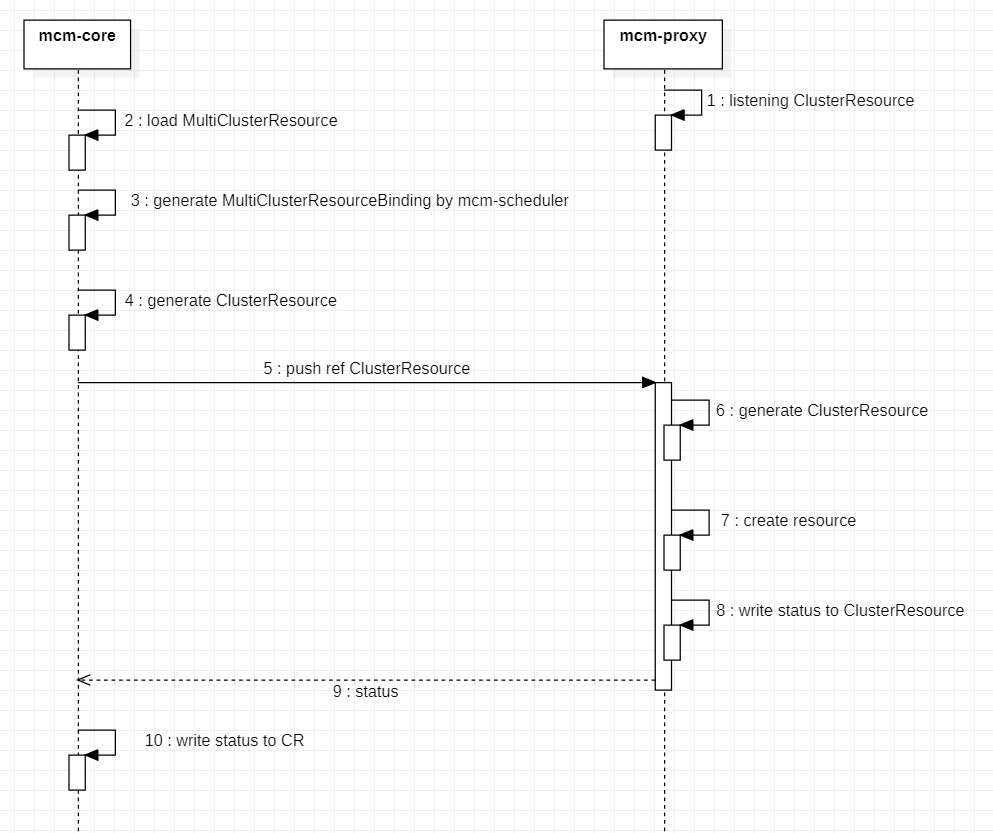 mcm-core
mcm-proxy
1 : listening ClusterResource
2 : load MultiClusterResource
3 : generate MultiClusterResourceBinding by mcm-scheduler
4 : generate ClusterResource
5 : push ref ClusterResource
6 : generate ClusterResource
7 : create resource
8 : write status to ClusterResource
9 : status
10 : write status to CR